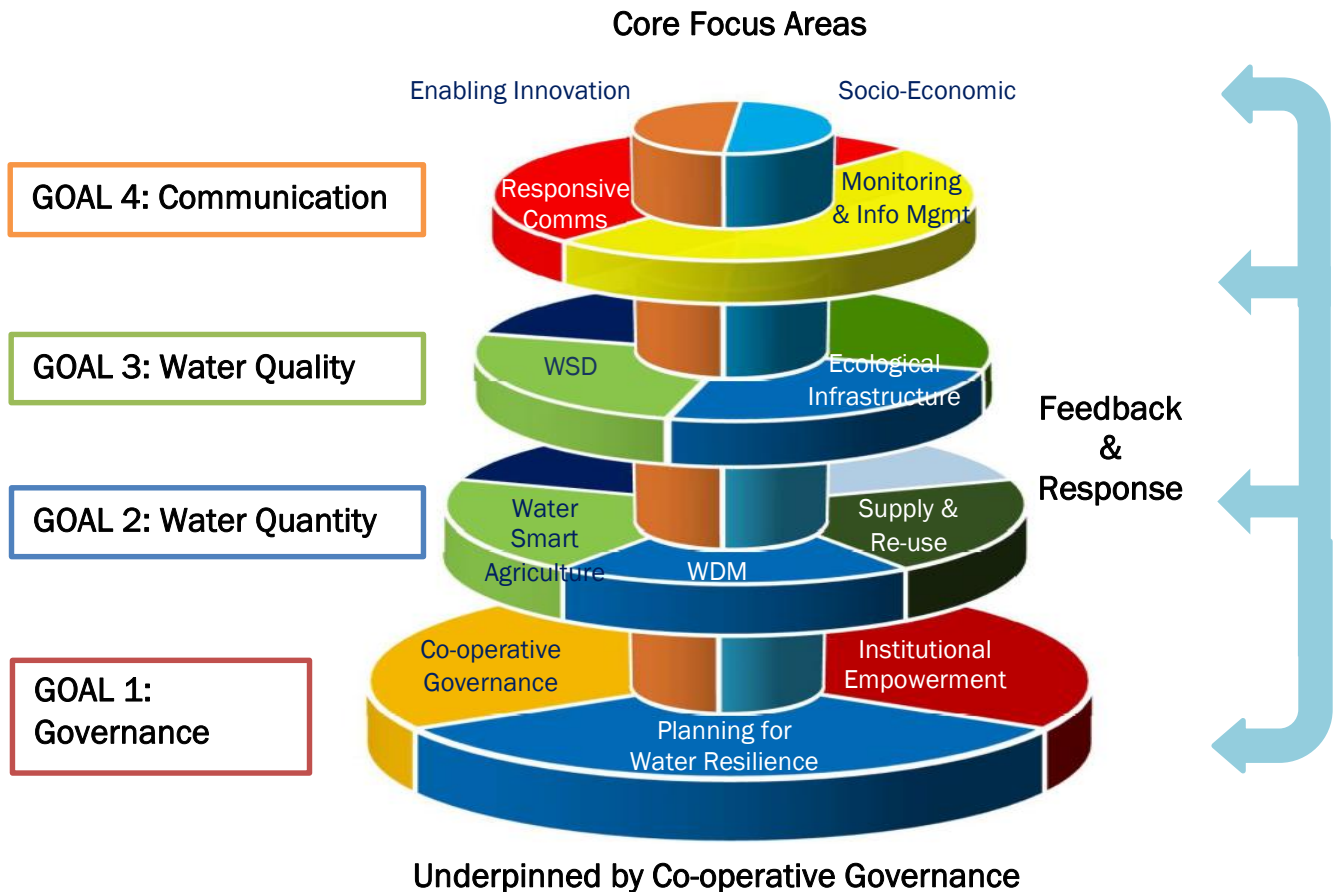 Core Focus Areas
Enabling Innovation
Socio-Economic
GOAL 4: Communication
Responsive
Comms
Monitoring
& Info Mgmt
GOAL 3: Water Quality
WSD
Ecological
Infrastructure
Feedback
&
Response
GOAL 2: Water Quantity
Water
Smart
Agriculture
WDM
Supply &
Re-use
GOAL 1:
Governance
Co-operative
Governance
Institutional
Empowerment
Planning for
Water Resilience
Underpinned by Co-operative Governance